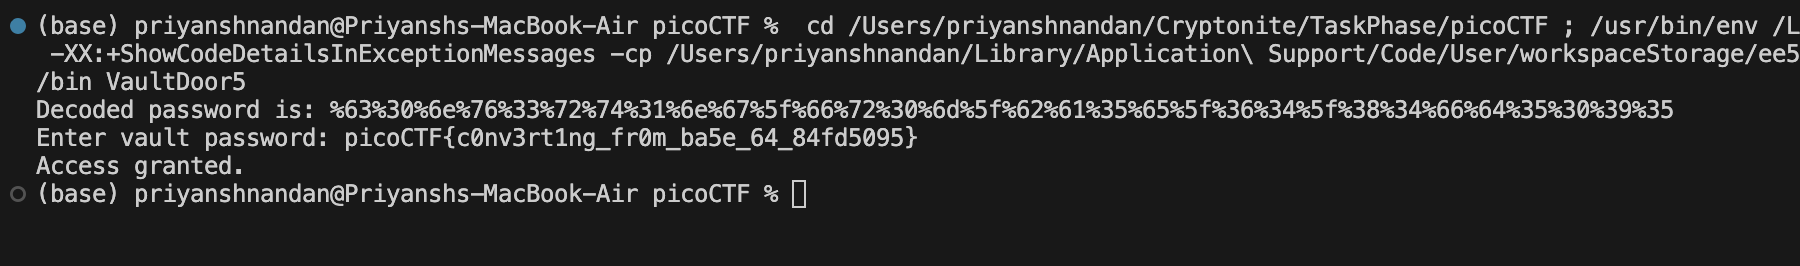 (base) priyanshnandan@Priyanshs-MacBook-Air picoCTF %  cd /Users/priyanshnandan/Cryptonite/TaskPhase/picoCTF ; /usr/bin/env /L
-XX:+ShowCodeDetailsInExceptionMessages -cp /Users/priyanshnandan/Library/Application\ Support/Code/User/workspaceStorage/ee5
/bin VaultDoor5
Decoded password is: %63%30%6e%76%33%72%74%31%6e%67%5f%66%72%30%6d%5f%62%61%35%65%5f%36%34%5f%38%34%66%64%35%30%39%35
Enter vault password: picoCTF{c0nv3rt1ng_fr0m_ba5e_64_84fd5095}
Access granted.
(base) priyanshnandan@Priyanshs-MacBook-Air picoCTF %